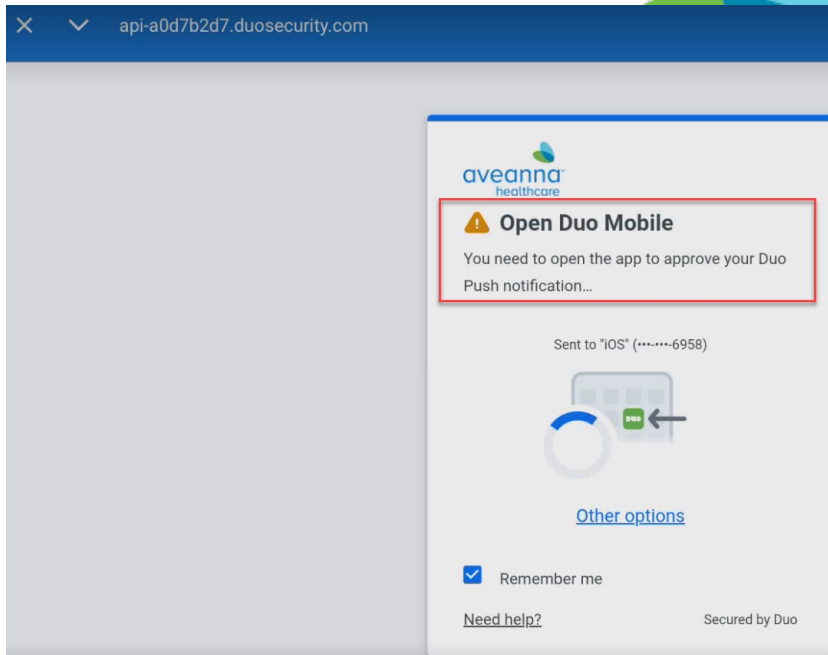 api-a0d7b2d7.duosecurity.com
aveanna
healthcare
Open Duo Mobile
You need to open the app to approve your Duo
Push notification...
Sent to "iOS" (•••-•••-6958)
DUO
Other options
Remember me
Need help?
Secured by Duo